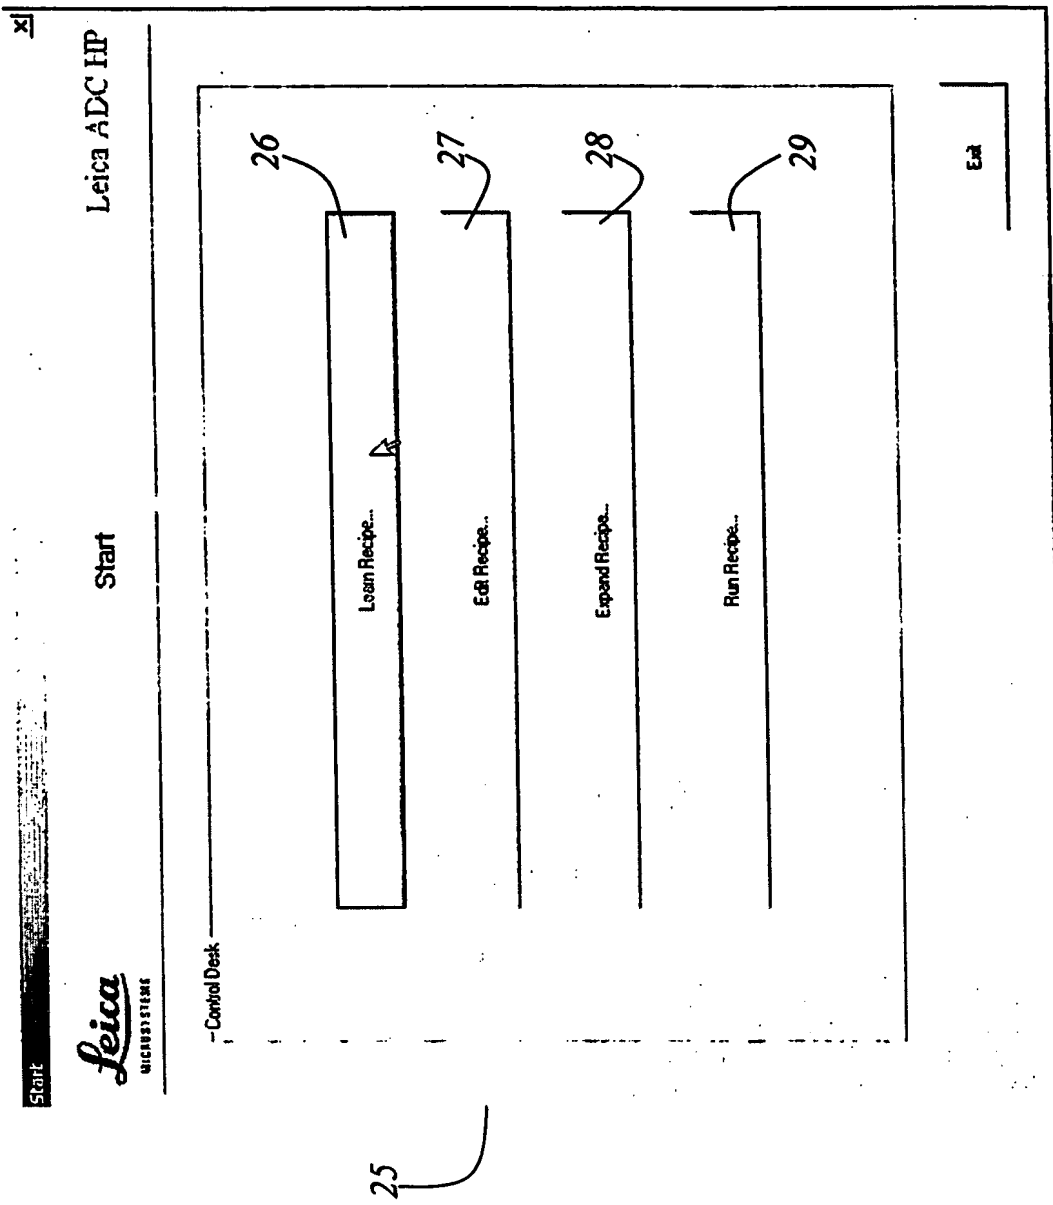 Start
X
Leica
MICROSYSTEMS
Start
Leica ADC HP
Control Desk
Learn Recipe...
26
Edit Recipe...
27
Expand Recipe...
28
Run Recipe...
29
Exit
25